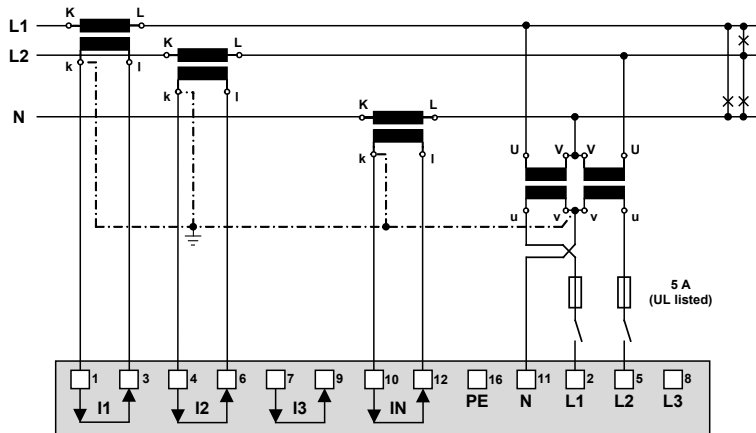 K L
L1
K L
L2
k l
k l
N
K L
k l
U V V U
u v v u
5 A
(UL listed)
1 3 4 6 7 9 10 12 16 11 2 5 8
I1 I2 I3 IN PE N L1 L2 L3